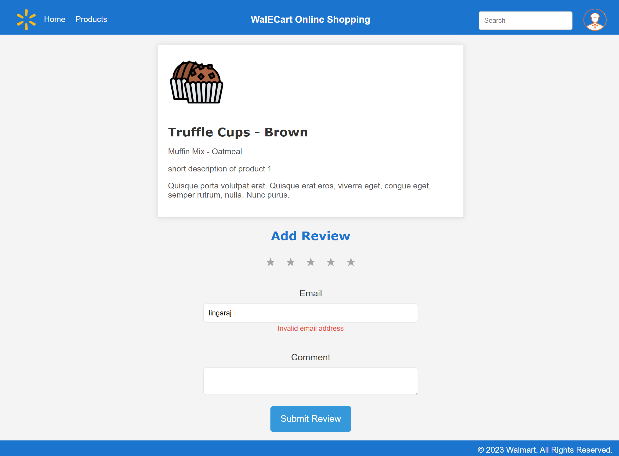 Home Products WalECart Online Shopping Search
Truffle Cups - Brown
Muffin Mix - Oatmeal
short description of product 1
Quisque porta volutpat erat. Quisque erat eros, viverra eget, congue eget,
semper rutrum, nulla. Nunc purus.
Add Review
Email
lingaraj
Invalid email address
Comment
Submit Review
© 2023 Walmart. All Rights Reserved.